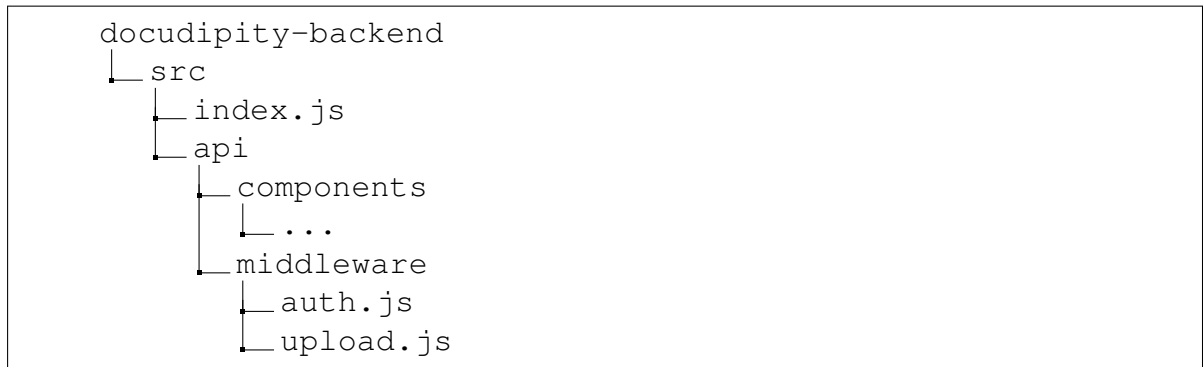 docudipity-backend
src
index.js
api
components
...
middleware
auth.js
upload.js